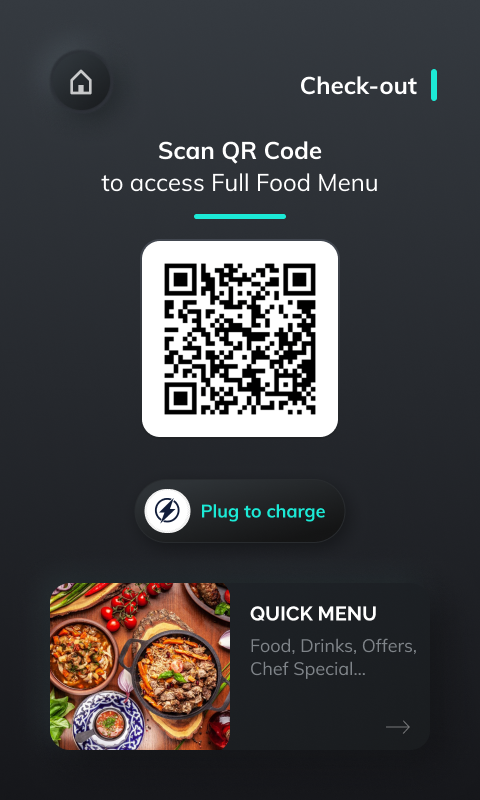 Check-out
Scan QR Code
to access Full Food Menu
Plug to charge
QUICK MENU
Food, Drinks, Offers,
Chef Special...